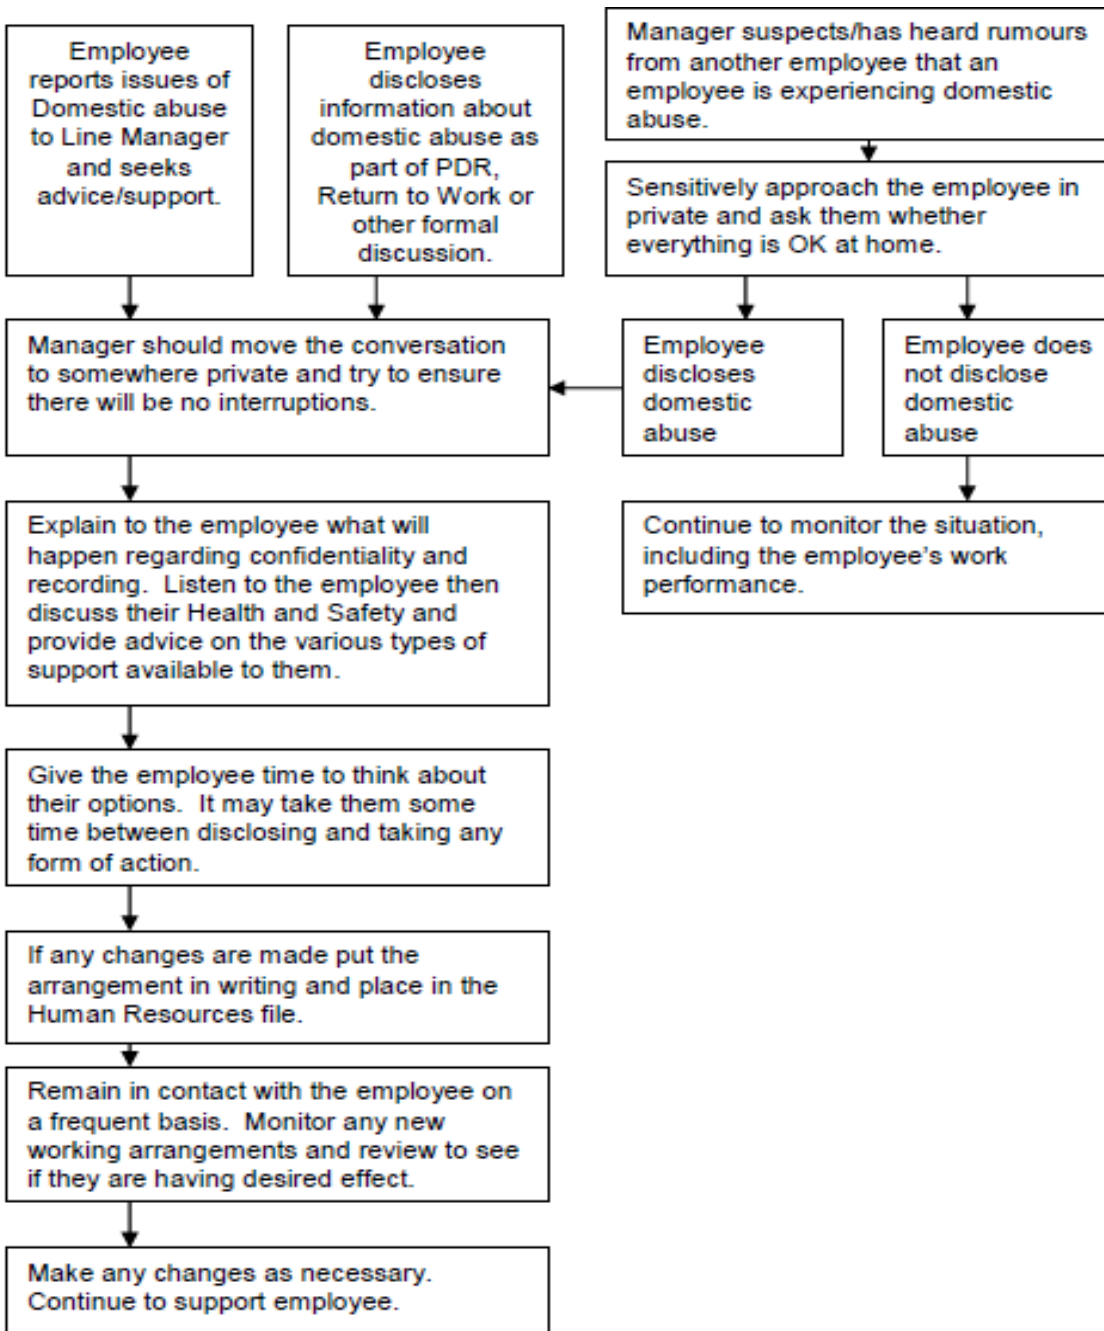 Employee
reports issues of
Domestic abuse
to Line Manager
and seeks
advice/support.
Employee
discloses
information about
domestic abuse as
part of PDR,
Return to Work or
other formal
discussion.
Manager suspects/has heard rumours
from another employee that an
employee is experiencing domestic
abuse.
Sensitively approach the employee in
private and ask them whether
everything is OK at home.
Manager should move the conversation
to somewhere private and try to ensure
there will be no interruptions.
Employee
discloses
domestic
abuse
Employee does
not disclose
domestic
abuse
Explain to the employee what will
happen regarding confidentiality and
recording.  Listen to the employee then
discuss their Health and Safety and
provide advice on the various types of
support available to them.
Continue to monitor the situation,
including the employee's work
performance.
Give the employee time to think about
their options.  It may take them some
time between disclosing and taking any
form of action.
If any changes are made put the
arrangement in writing and place in the
Human Resources file.
Remain in contact with the employee on
a frequent basis.  Monitor any new
working arrangements and review to see
if they are having desired effect.
Make any changes as necessary.
Continue to support employee.